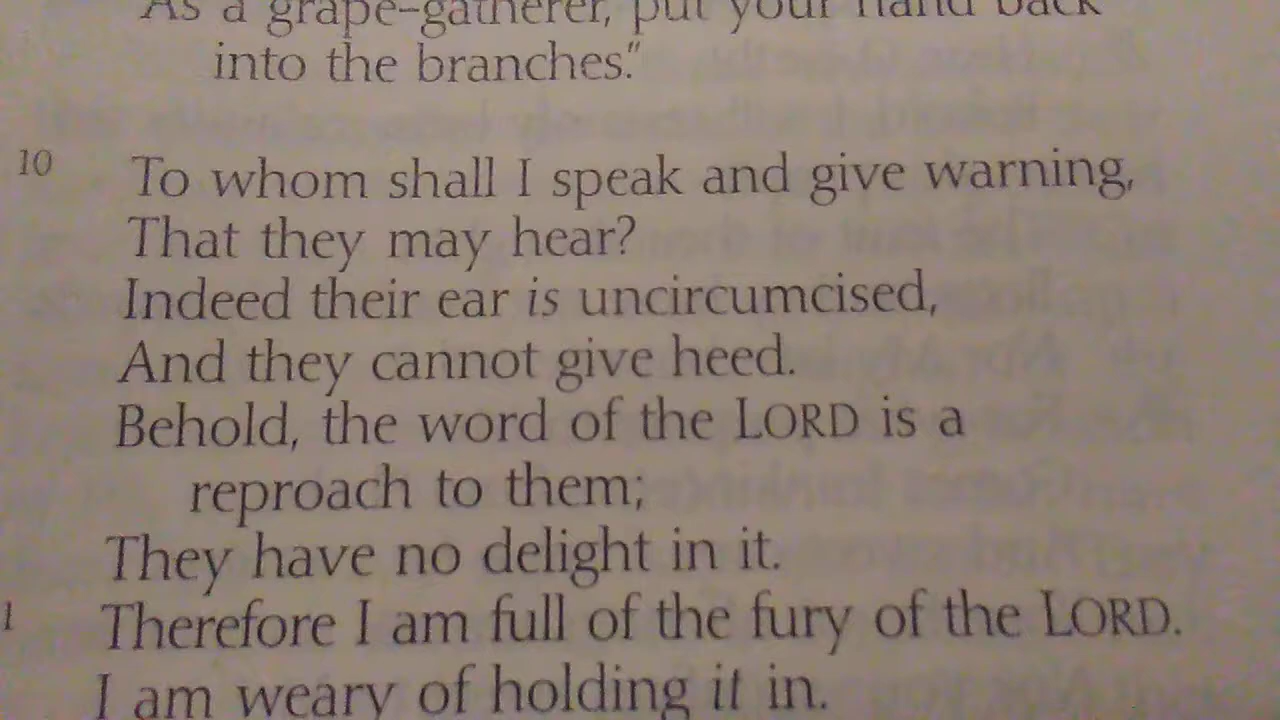 As a grape-gatherer, put your hand back
into the branches."
10 To whom shall I speak and give warning,
That they may hear?
Indeed their ear is uncircumcised,
And they cannot give heed.
Behold, the word of the LORD is a
reproach to them;
They have no delight in it.
1 Therefore I am full of the fury of the LORD.
I am weary of holding it in.